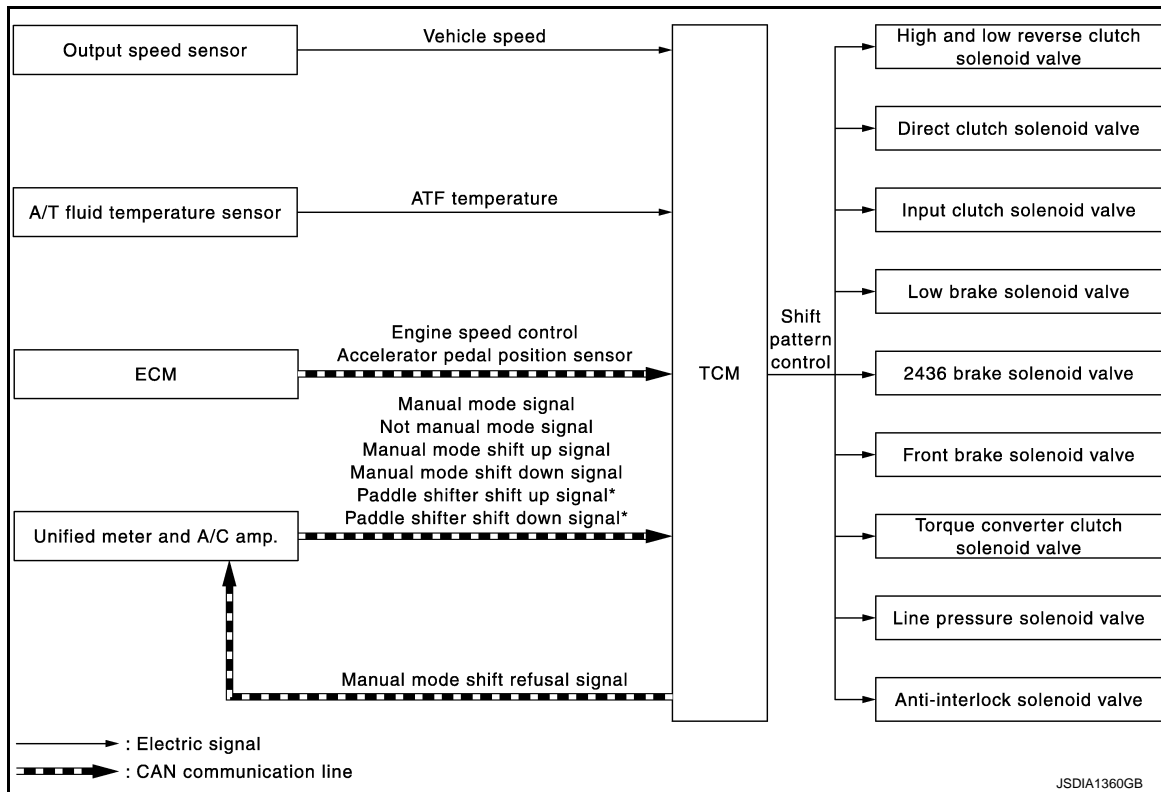 Output speed sensor
Vehicle speed
A/T fluid temperature sensor
ATF temperature
ECM
Engine speed control
Accelerator pedal position sensor
Unified meter and A/C amp.
Manual mode signal
Not manual mode signal
Manual mode shift up signal
Manual mode shift down signal
Paddle shifter shift up signal*
Paddle shifter shift down signal*
Manual mode shift refusal signal
TCM
Shift
pattern
control
High and low reverse clutch
solenoid valve
Direct clutch solenoid valve
Input clutch solenoid valve
Low brake solenoid valve
2436 brake solenoid valve
Front brake solenoid valve
Torque converter clutch
solenoid valve
Line pressure solenoid valve
Anti-interlock solenoid valve
: Electric signal
: CAN communication line
JSDIA1360GB